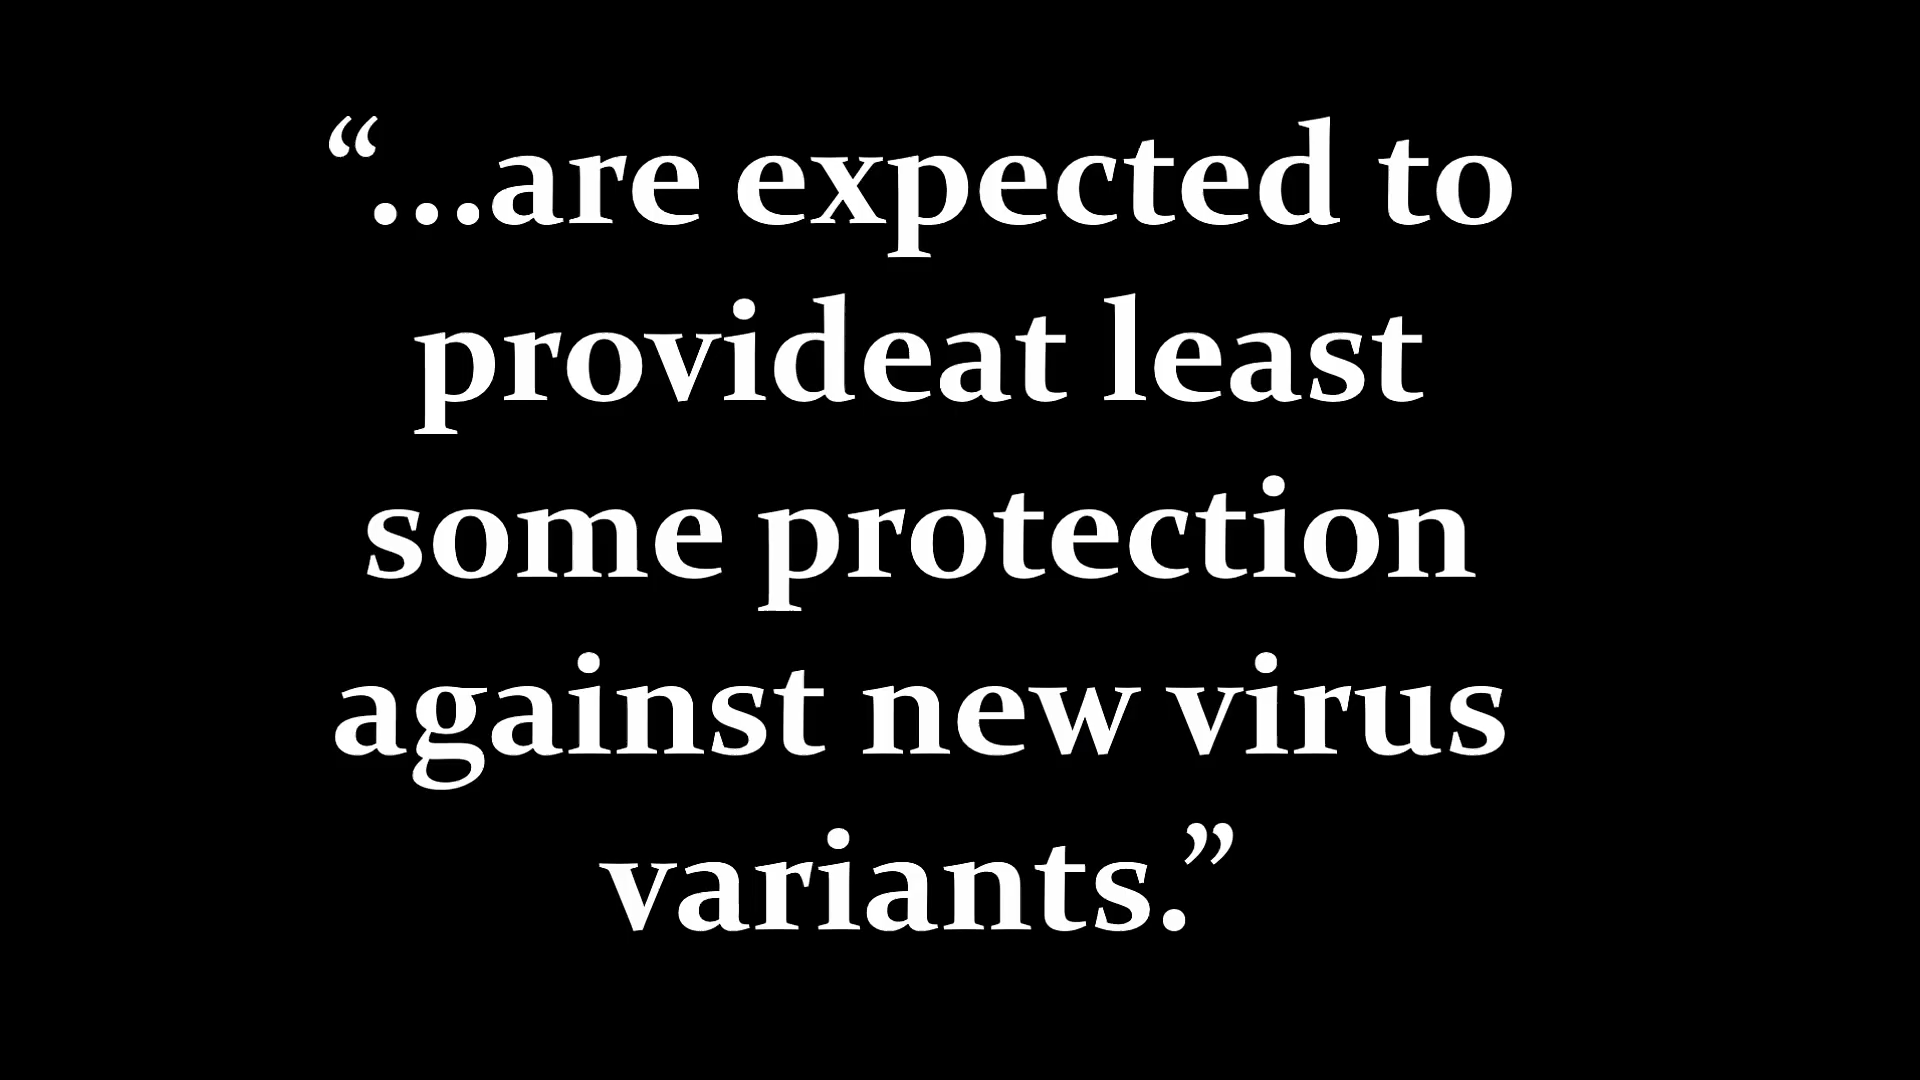 “...are expected to
provideat least
some protection
against new virus
variants.”